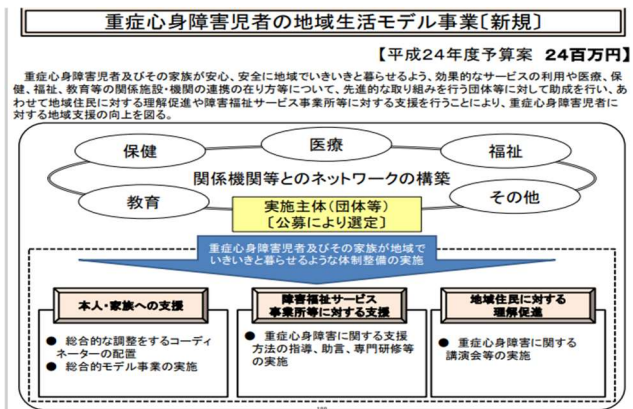 重症心身障害児者の地域生活モデル事業〔新規〕
【平成24年度予算案 24百万円】
重症心身障害児者及びその家族が安心、安全に地域でいきいきと暮らせるよう、効果的なサービスの利用や医療、保
健、福祉、教育等の関係施設・機関の連携の在り方等について、先進的な取り組みを行う団体等に対して助成を行い、あ
わせて地域住民に対する理解促進や障害福祉サービス事業所等に対する支援を行うことにより、重症心身障害児者に
対する地域支援の向上を図る。
保健
医療
福祉
関係機関等とのネットワークの構築
教育
実施主体(団体等)
〔公募により選定〕
その他
重症心身障害児者及びその家族が地域で
いきいきと暮らせるような体制整備の実施
本人・家族への支援
● 総合的な調整をするコーディ
ネーターの配置
● 総合的モデル事業の実施
障害福祉サービス
事業所等に対する支援
● 重症心身障害に関する支援
方法の指導、助言、専門研修等
の実施
地域住民に対する
理解促進
● 重症心身障害に関する
講演会等の実施